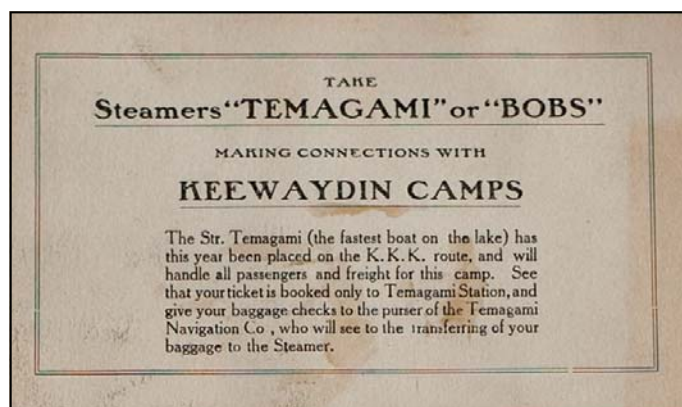 TAKE
Steamers "TEMAGAMI" or "BOBS"
MAKING CONNECTIONS WITH
KEEWAYDIN CAMPS
The Str. Temagami (the fastest boat on the lake) has
this year been placed on the K. K. K. route, and will
handle all passengers and freight for this camp. See
that your ticket is booked only to Temagami Station, and
give your baggage checks to the purser of the Temagami
Navigation Co , who will see to the transferring of your
baggage to the Steamer.